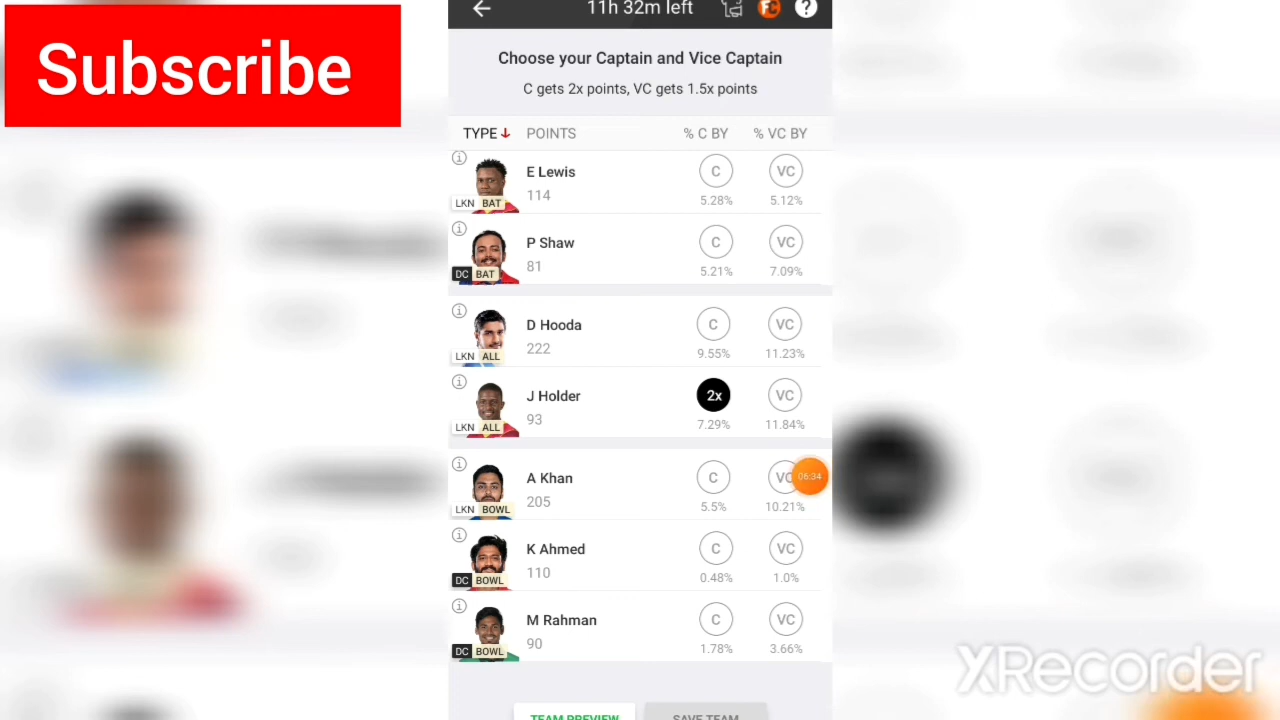 Subscribe
11h 32m left
FC
?
Choose your Captain and Vice Captain
C gets 2x points, VC gets 1.5x points
TYPE POINTS % C BY % VC BY
E Lewis C VC
114
LKN BAT 5.28% 5.12%
P Shaw C VC
81
DC BAT 5.21% 7.09%
D Hooda C VC
222
LKN ALL 9.55% 11.23%
J Holder 2x VC
93
LKN ALL 7.29% 11.84%
A Khan C VC 06:34
205
LKN BOWL 5.5% 10.21%
K Ahmed C VC
110
DC BOWL 0.48% 1.0%
M Rahman C VC
90
DC BOWL 1.78% 3.66%
TEAM PREVIEW SAVE TEAM
XRecorder